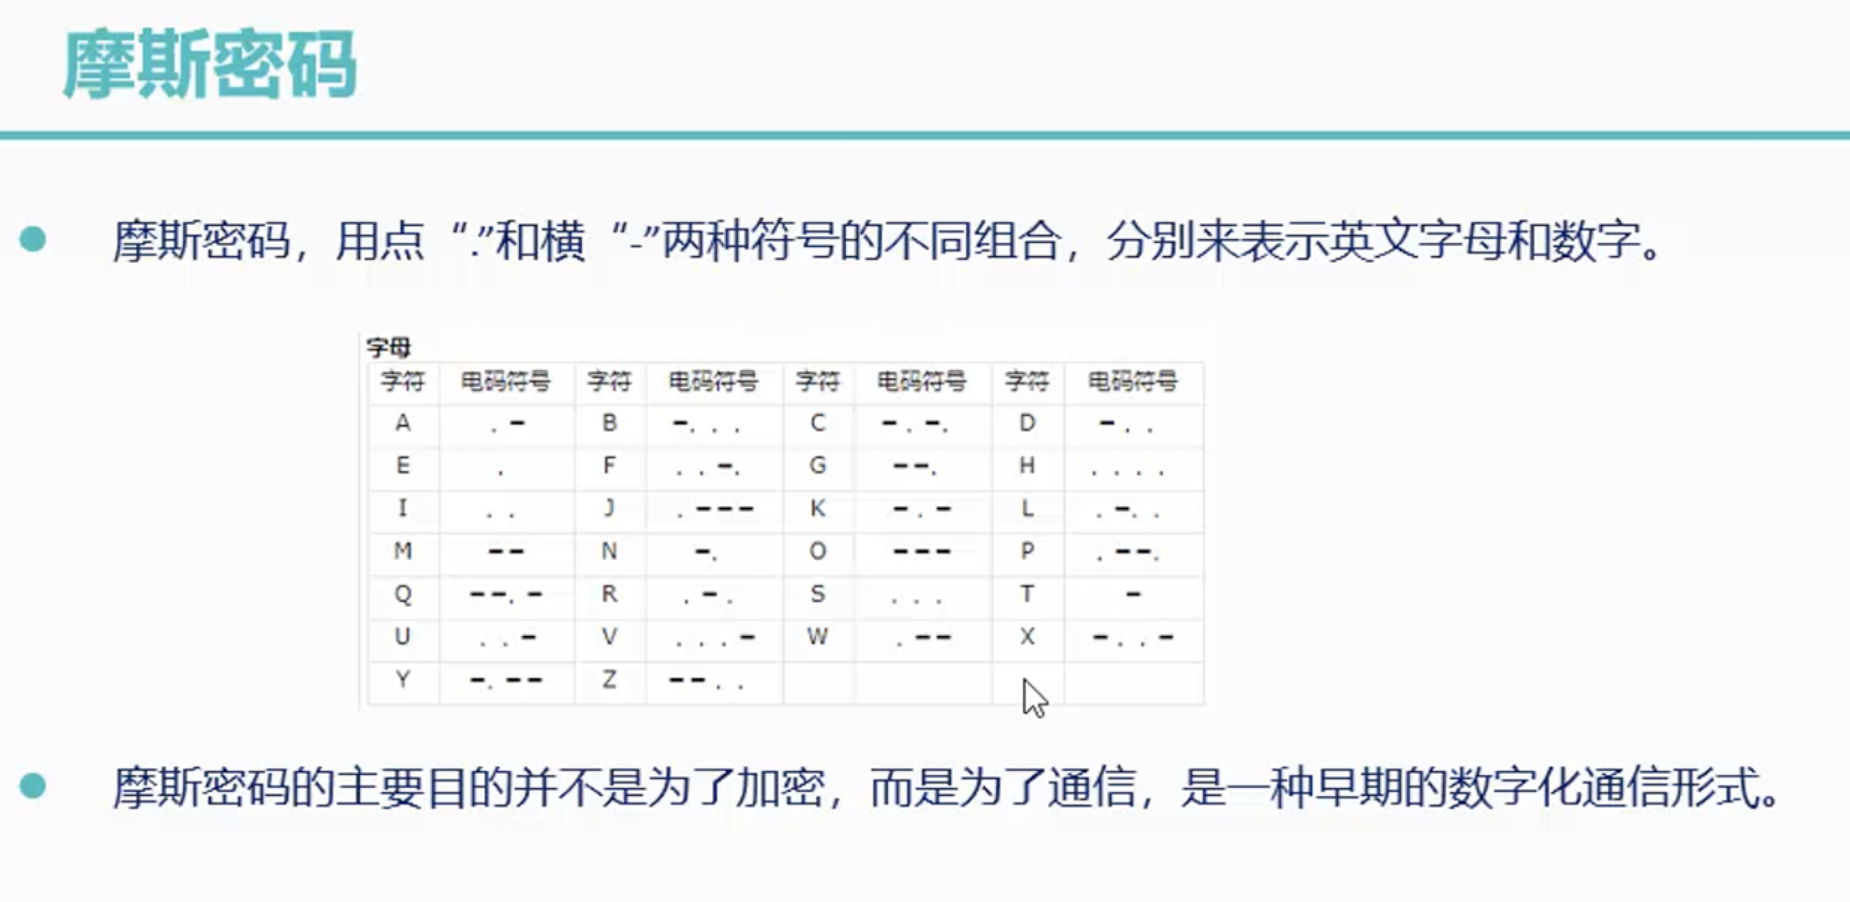 摩斯密码
摩斯密码，用点“.”和横“-”两种符号的不同组合，分别来表示英文字母和数字。
字母
字符 电码符号 字符 电码符号 字符 电码符号 字符 电码符号
A .- B -... C -.-. D -..
E . F ..-. G --. H ....
I .. J .--- K -.- L .-..
M -- N -. O --- P .--.
Q --.- R .-. S ... T -
U ..- V ...- W .-- X -..-
Y -.-- Z --..
摩斯密码的主要目的并不是为了加密，而是为了通信，是一种早期的数字化通信形式。